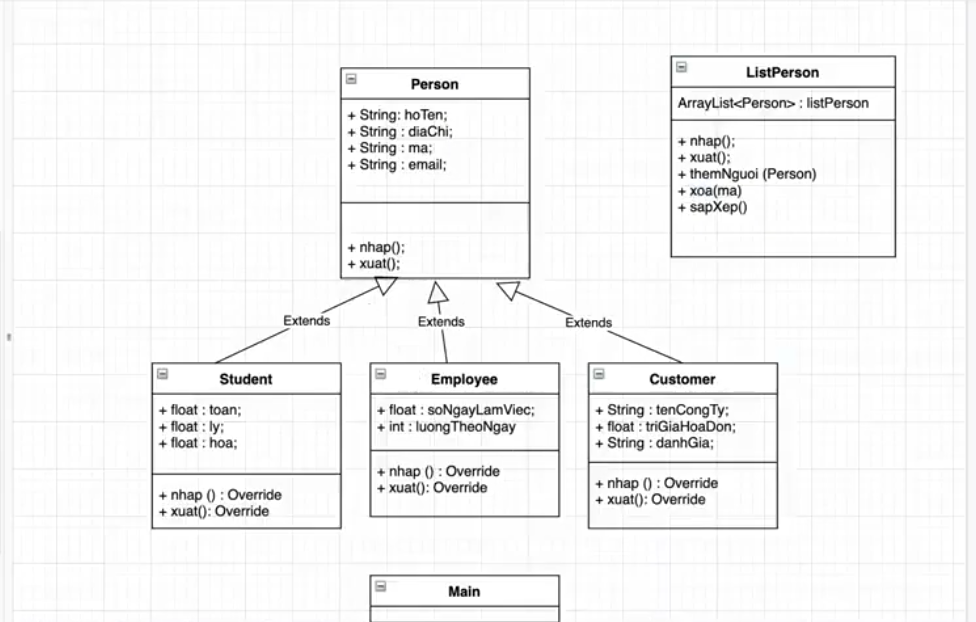 Person
+ String: hoTen;
+ String : diaChi;
+ String : ma;
+ String : email;
+ nhap();
+ xuat();
ListPerson
ArrayList<Person> : listPerson
+ nhap();
+ xuat();
+ themNguoi (Person)
+ xoa(ma)
+ sapXep()
Extends
Extends
Extends
Student
+ float : toan;
+ float : ly;
+ float : hoa;
+ nhap () : Override
+ xuat(): Override
Employee
+ float : soNgayLamViec;
+ int : luongTheoNgay
+ nhap () : Override
+ xuat(): Override
Customer
+ String : tenCongTy;
+ float : triGiaHoaDon;
+ String : danhGia;
+ nhap () : Override
+ xuat(): Override
Main